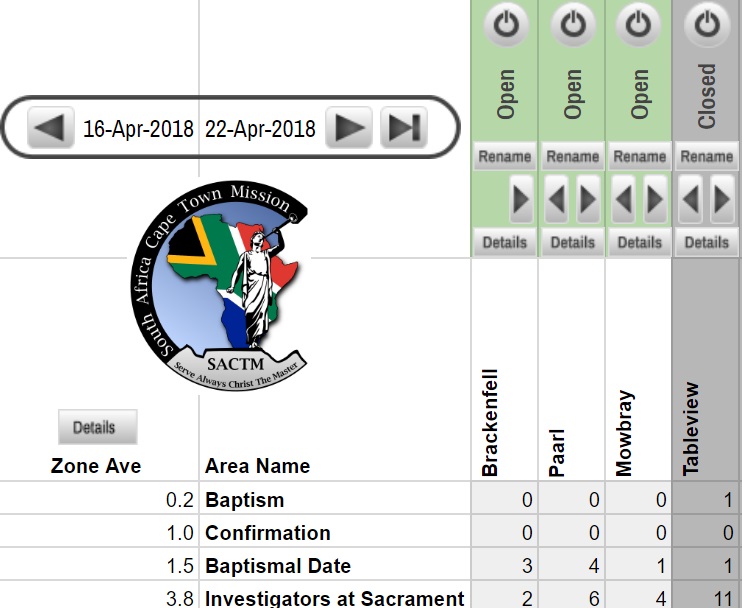 Open Open Open Closed
16-Apr-2018 22-Apr-2018
Rename Rename Rename Rename
Details Details Details Details
South Africa Cape Town Mission
SACTM
Serve Always Christ The Master
Details
Brackenfell Paarl Mowbray Tableview
Zone Ave Area Name
0.2 Baptism 0 0 0 1
1.0 Confirmation 0 0 0 0
1.5 Baptismal Date 3 4 1 1
3.8 Investigators at Sacrament 2 6 4 11